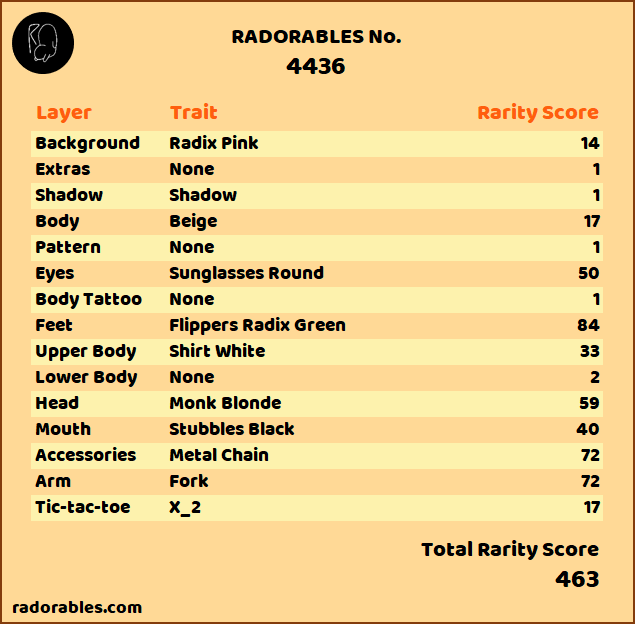 RADORABLES No.
4436
Layer Trait Rarity Score
Background Radix Pink 14
Extras None 1
Shadow Shadow 1
Body Beige 17
Pattern None 1
Eyes Sunglasses Round 50
Body Tattoo None 1
Feet Flippers Radix Green 84
Upper Body Shirt White 33
Lower Body None 2
Head Monk Blonde 59
Mouth Stubbles Black 40
Accessories Metal Chain 72
Arm Fork 72
Tic-tac-toe X_2 17
Total Rarity Score
463
radorables.com